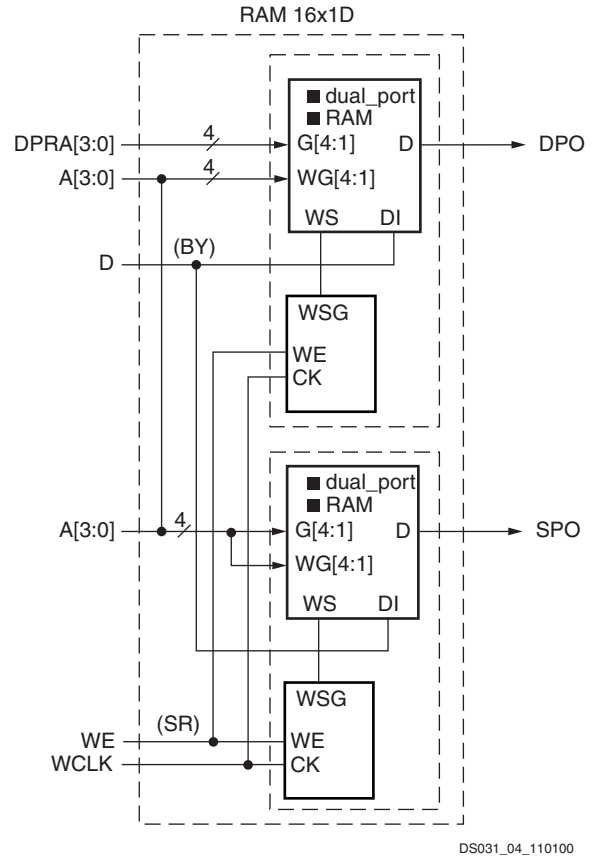 RAM 16x1D
dual_port
RAM
DPRA[3:0] 4 G[4:1] D DPO
A[3:0] 4 WG[4:1]
WS DI
D (BY)
WSG
WE
CK
dual_port
RAM
A[3:0] 4 G[4:1] D SPO
WG[4:1]
WS DI
WSG
WE (SR) WE
WCLK CK
DS031_04_110100